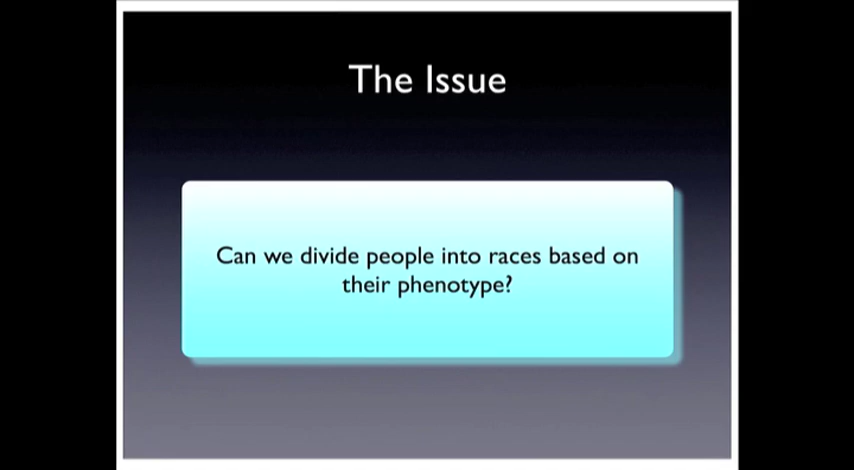 The Issue
Can we divide people into races based on
their phenotype?